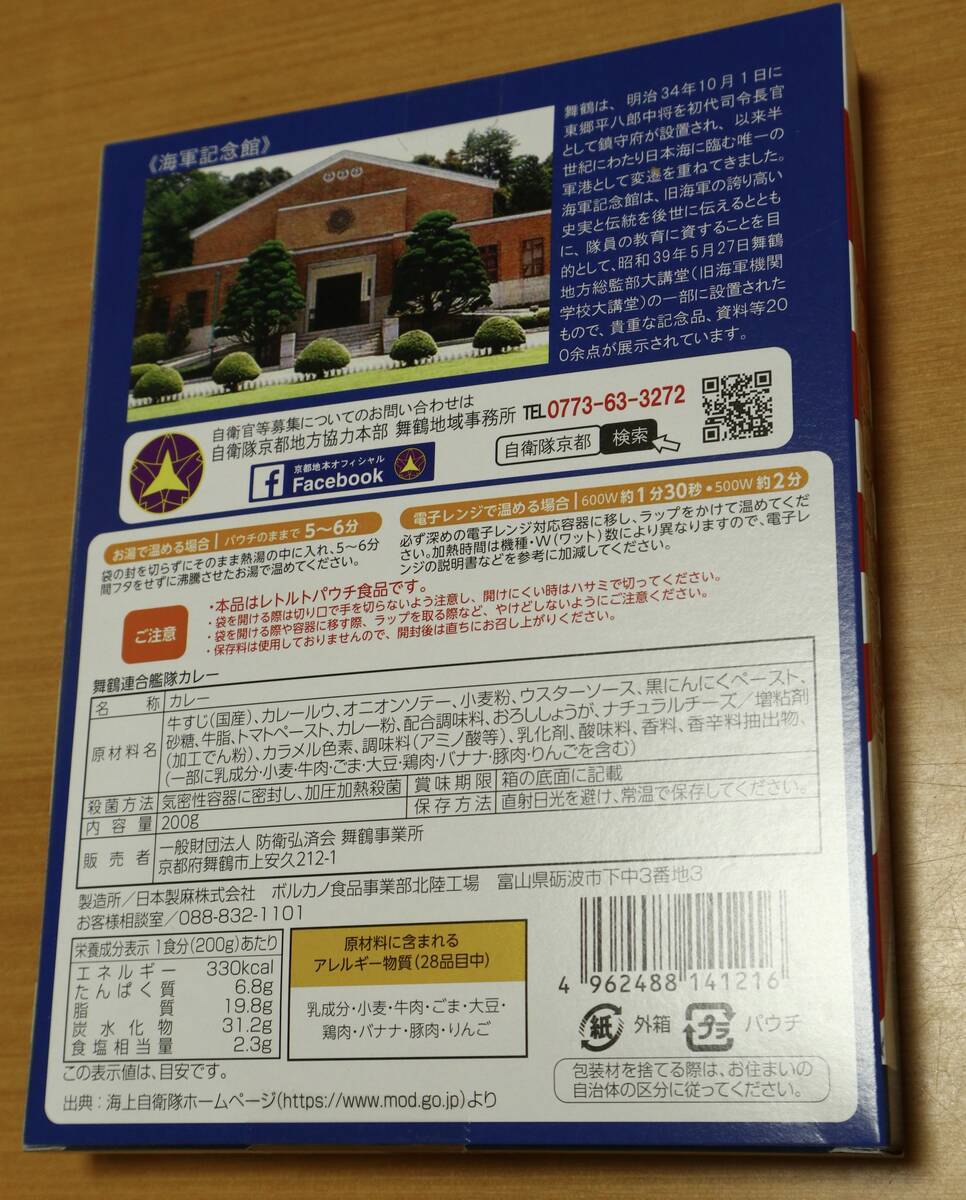 《海軍記念館》
舞鶴は、明治34年10月1日に
東郷平八郎中将を初代司令長官
として鎮守府が設置され、以来半
世紀にわたり日本海に臨む唯一の
軍港として変遷を重ねてきました。
海軍記念館は、旧海軍の誇り高い
史実と伝統を後世に伝えるととも
に、隊員の教育に資することを目
的として、昭和39年5月27日舞鶴
地方総監部大講堂（旧海軍機関
学校大講堂）の一部に設置された
もので、貴重な記念品、資料等20
0余点が展示されています。
自衛官等募集についてのお問い合わせは
自衛隊京都地方協力本部 舞鶴地域事務所 TEL0773-63-3272
京都地本オフィシャル
Facebook
自衛隊京都 検索
お湯で温める場合 | パウチのままで 5〜6分
袋の封を切らずにそのまま熱湯の中に入れ、5〜6分
間フタをせずに沸騰させたお湯で温めてください。
電子レンジで温める場合 | 600W 約1分30秒・500W 約2分
必ず深めの電子レンジ対応容器に移し、ラップをかけて温めてくだ
さい。加熱時間は機種・W（ワット）数により異なりますので、電子レ
ンジの説明書などを参考に加減してください。
ご注意
・本品はレトルトパウチ食品です。
・袋を開ける際は切り口で手を切らないよう注意し、開けにくい時はハサミで切ってください。
・袋を開ける際や容器に移す際、ラップを取る際など、やけどしないようにご注意ください。
・保存料は使用しておりませんので、開封後は直ちにお召し上がりください。
舞鶴連合艦隊カレー
名称 カレー
原材料名 牛すじ（国産）、カレールウ、オニオンソテー、小麦粉、ウスターソース、黒にんにくペースト、
砂糖、牛脂、トマトペースト、カレー粉、配合調味料、おろししょうが、ナチュラルチーズ／増粘剤
（加工でん粉）、カラメル色素、調味料（アミノ酸等）、乳化剤、酸味料、香料、香辛料抽出物、
（一部に乳成分・小麦・牛肉・ごま・大豆・鶏肉・バナナ・豚肉・りんごを含む）
殺菌方法 気密性容器に密封し、加圧加熱殺菌 賞味期限 箱の底面に記載
内容量 200g 保存方法 直射日光を避け、常温で保存してください。
販売者 一般財団法人 防衛弘済会 舞鶴事業所
京都府舞鶴市上安久212-1
製造所／日本製麻株式会社 ボルカノ食品事業部北陸工場 富山県砺波市下中3番地3
お客様相談室／088-832-1101
栄養成分表示 1食分（200g）あたり
エネルギー 330kcal
たんぱく質 6.8g
脂質 19.8g
炭水化物 31.2g
食塩相当量 2.3g
この表示値は、目安です。
原材料に含まれる
アレルギー物質（28品目中）
乳成分・小麦・牛肉・ごま・大豆・
鶏肉・バナナ・豚肉・りんご
4 962488 141216
紙 外箱 プラ パウチ
包装材を捨てる際は、お住まいの
自治体の区分に従ってください。
出典：海上自衛隊ホームページ(https://www.mod.go.jp)より